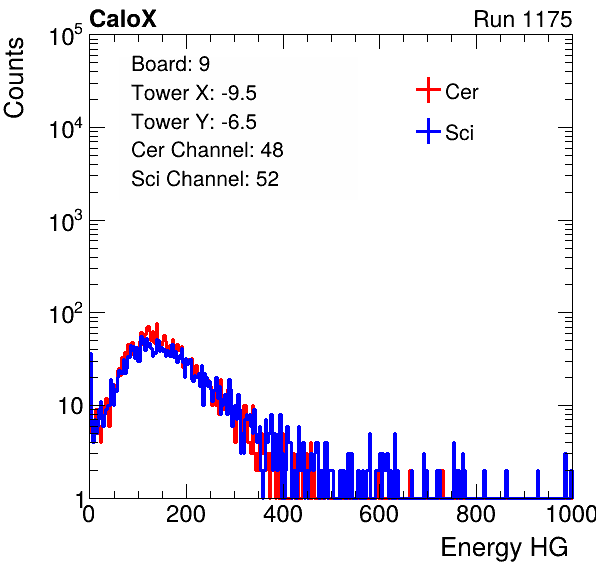 CaloX Run 1175
Counts
10^5
10^4
10^3
10^2
10
1
Board: 9
Tower X: -9.5
Tower Y: -6.5
Cer Channel: 48
Sci Channel: 52
Cer
Sci
0 200 400 600 800 1000
Energy HG